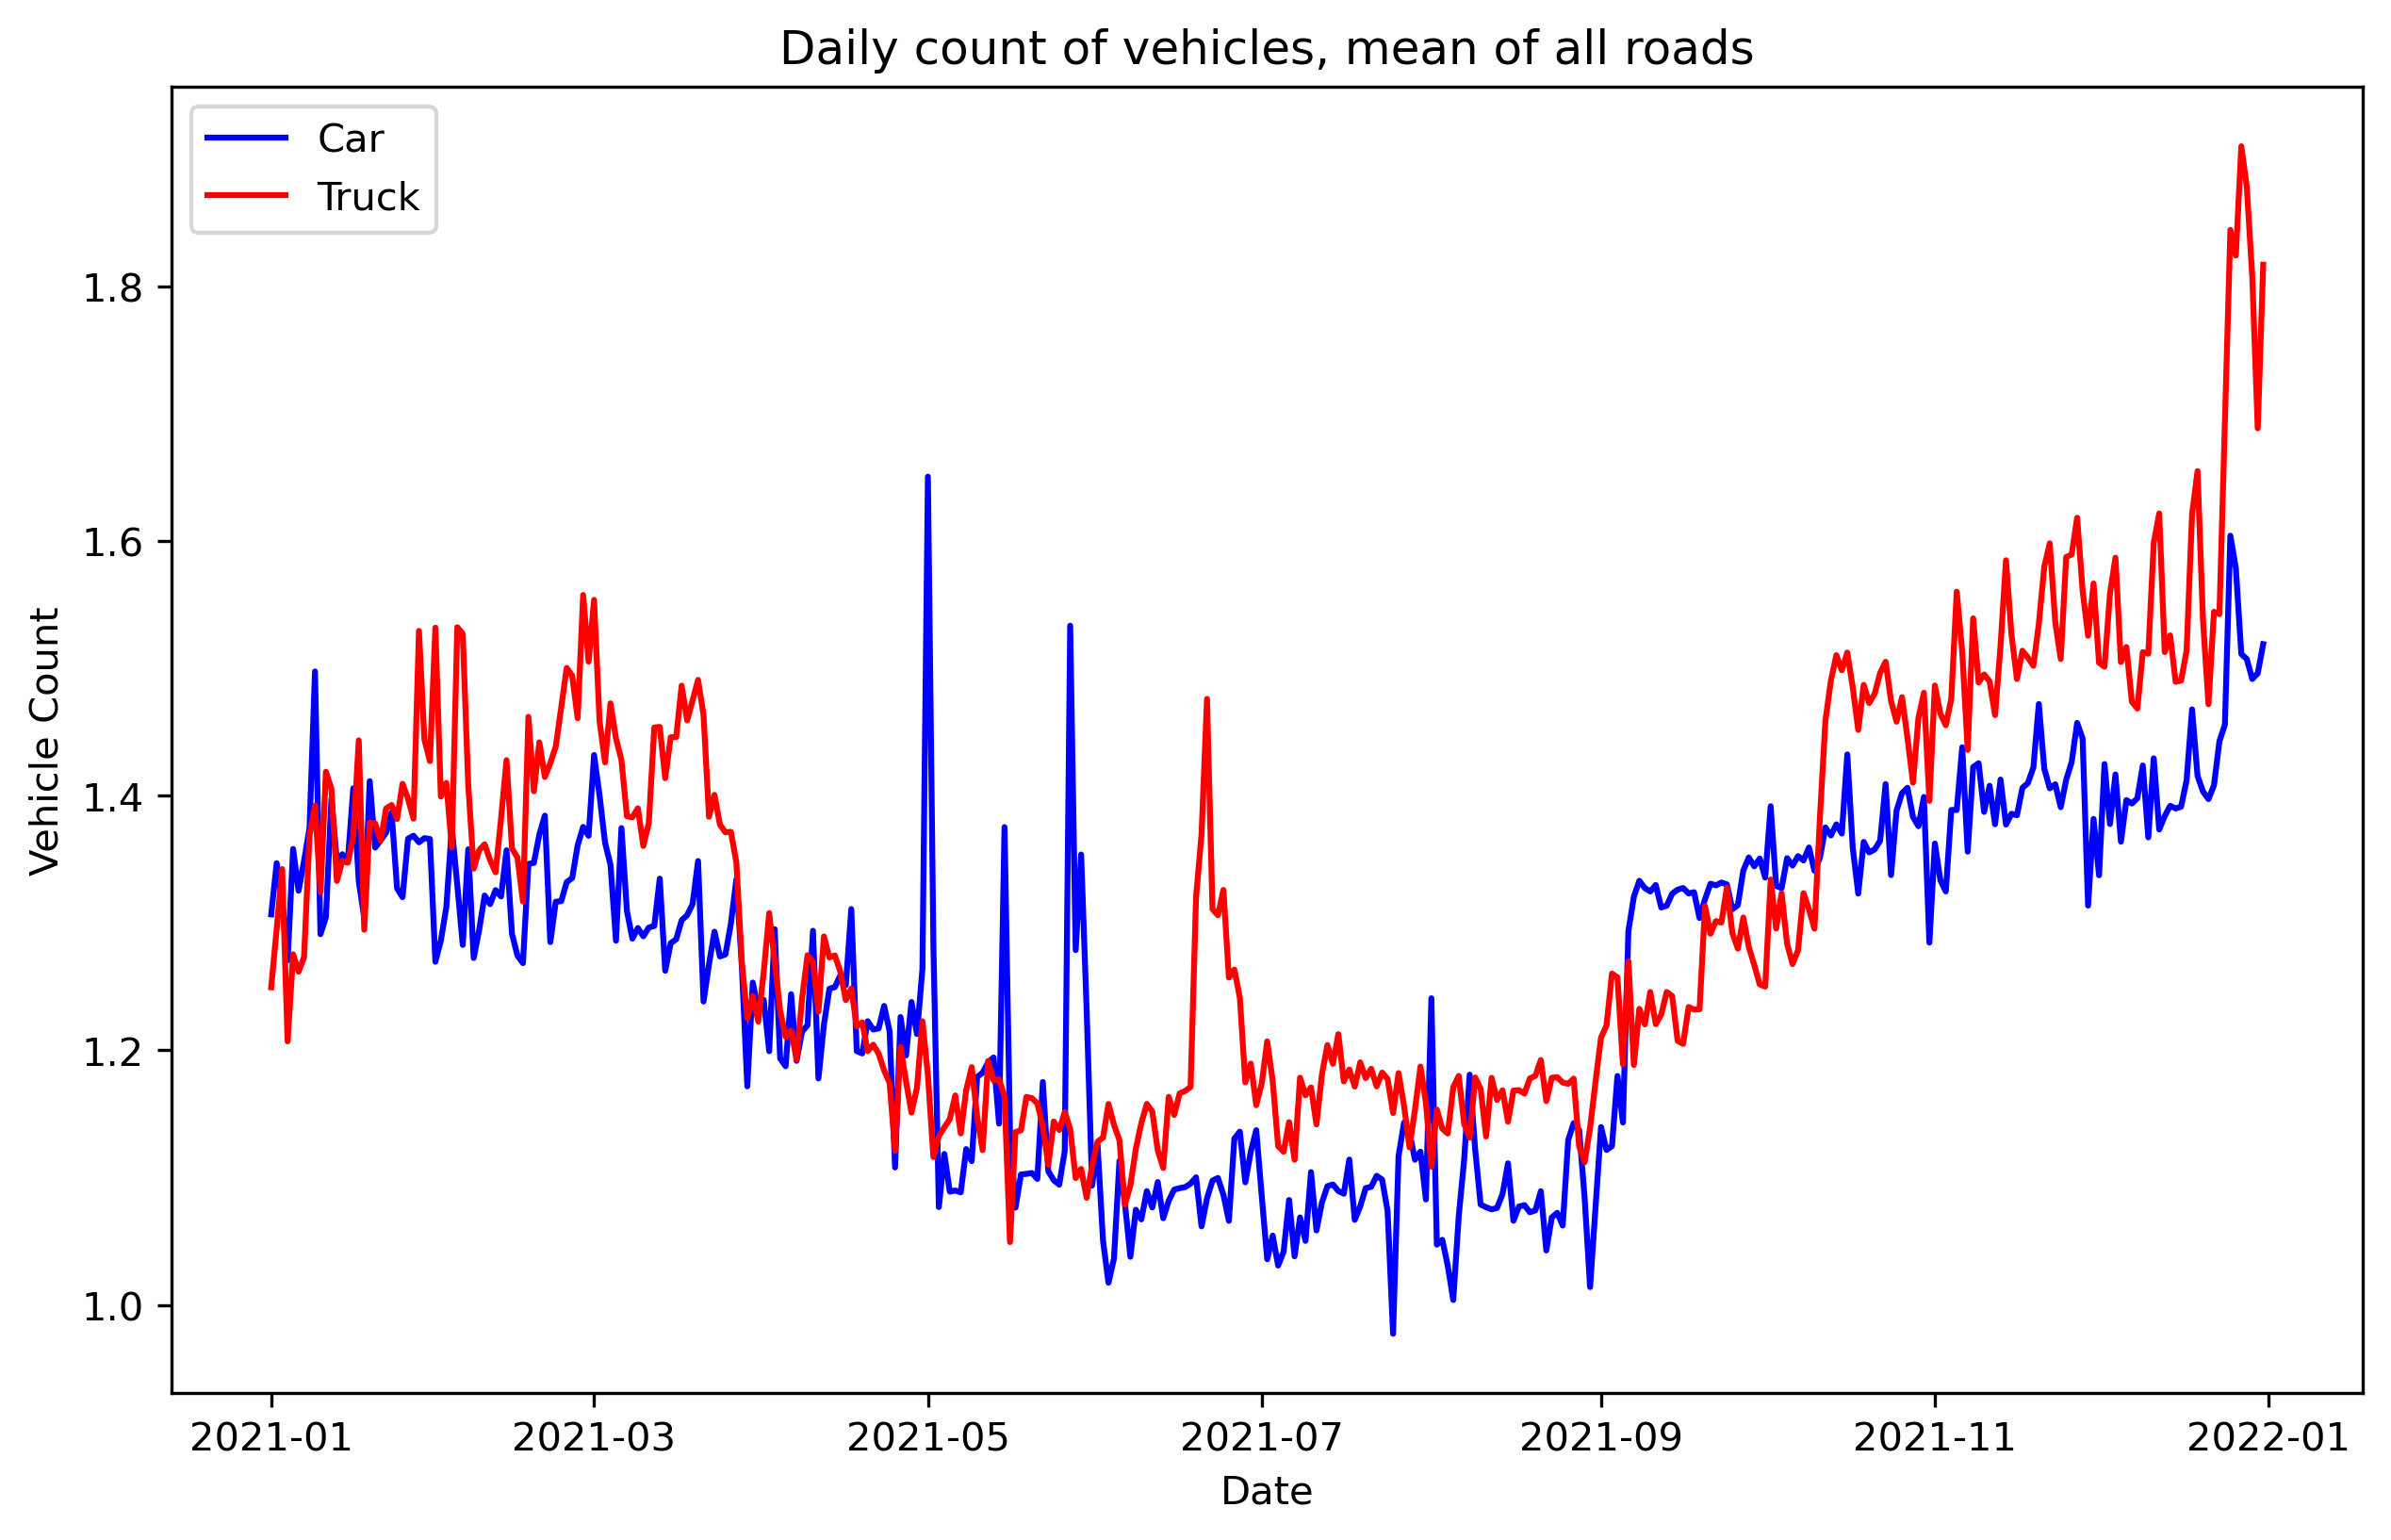 Daily count of vehicles, mean of all roads
Car
Truck
Vehicle Count
1.8
1.6
1.4
1.2
1.0
2021-01 2021-03 2021-05 2021-07 2021-09 2021-11 2022-01
Date